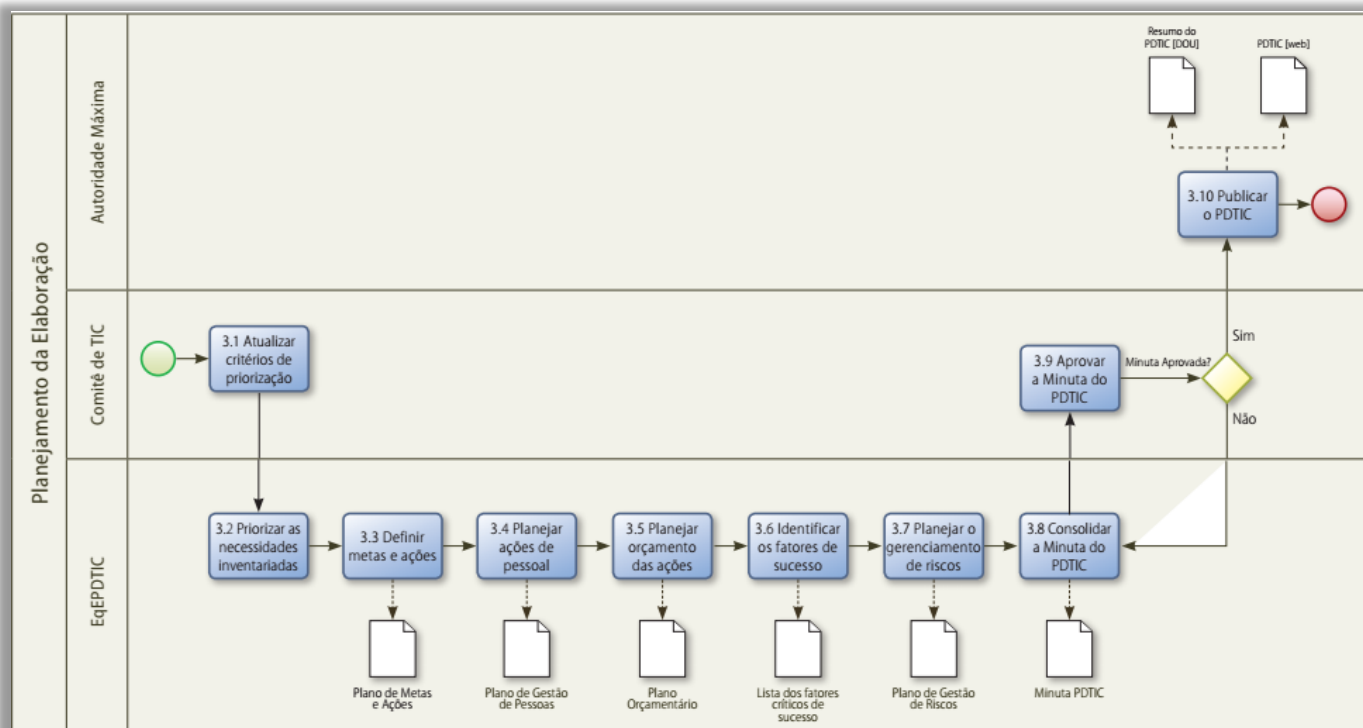 Planejamento da Elaboração
Autoridade Máxima
Resumo do
PDTIC [DOU]
PDTIC [web]
3.10 Publicar
o PDTIC
Comitê de TIC
3.1 Atualizar
critérios de
priorização
3.9 Aprovar
a Minuta do
PDTIC
Minuta Aprovada?
Sim
Não
EqEPDTIC
3.2 Priorizar as
necessidades
inventariadas
3.3 Definir
metas e ações
3.4 Planejar
ações de
pessoal
3.5 Planejar
orçamento
das ações
3.6 Identificar
os fatores de
sucesso
3.7 Planejar o
gerenciamento
de riscos
3.8 Consolidar
a Minuta do
PDTIC
Plano de Metas
e Ações
Plano de Gestão
de Pessoas
Plano
Orçamentário
Lista dos fatores
críticos de
sucesso
Plano de Gestão
de Riscos
Minuta PDTIC